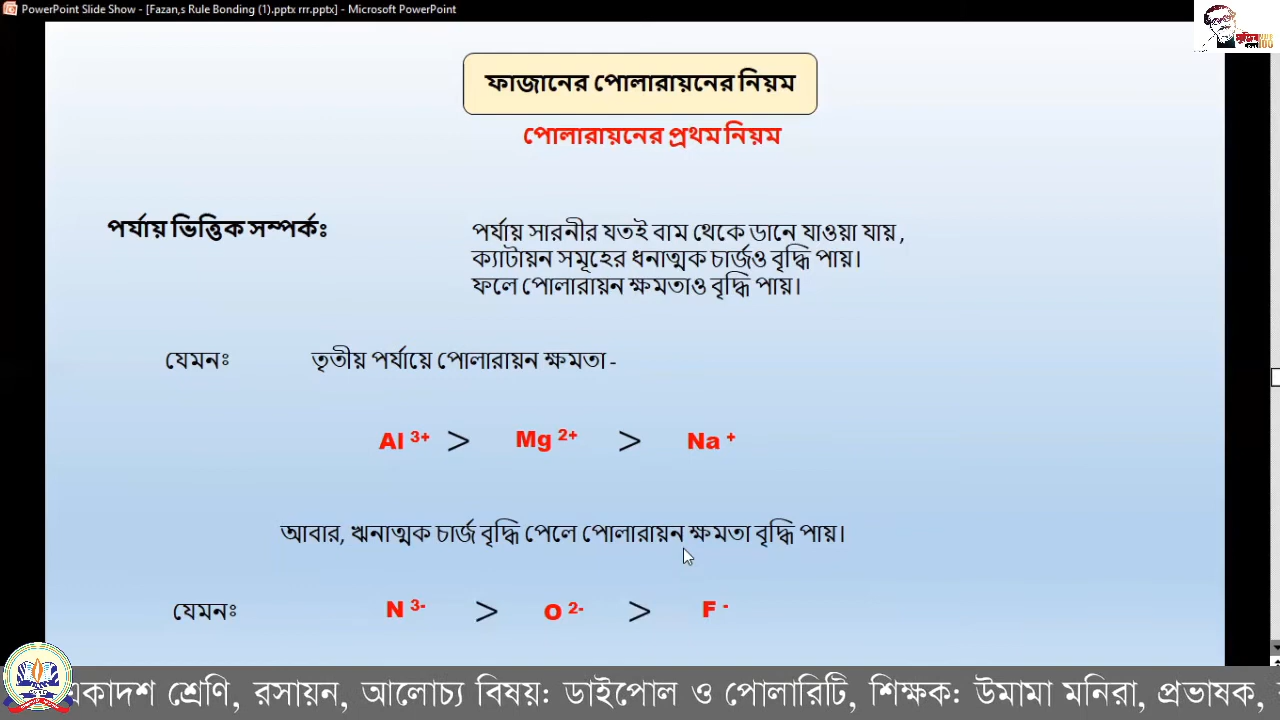 PowerPoint Slide Show - [Fazan,s Rule Bonding (1).pptx rrr.pptx] - Microsoft PowerPoint
ফাজানের পোলারায়নের নিয়ম
পোলারায়নের প্রথম নিয়ম
পর্যায় ভিত্তিক সম্পর্কঃ
পর্যায় সারনীর যতই বাম থেকে ডানে যাওয়া যায় ,
ক্যাটায়ন সমূহের ধনাত্মক চার্জও বৃদ্ধি পায়।
ফলে পোলারায়ন ক্ষমতাও বৃদ্ধি পায়।
যেমনঃ তৃতীয় পর্যায়ে পোলারায়ন ক্ষমতা -
Al 3+ > Mg 2+ > Na +
আবার, ঋনাত্মক চার্জ বৃদ্ধি পেলে পোলারায়ন ক্ষমতা বৃদ্ধি পায়।
যেমনঃ N 3- > O 2- > F -
একাদশ শ্রেণি, রসায়ন, আলোচ্য বিষয়: ডাইপোল ও পোলারিটি, শিক্ষক: উমামা মনিরা, প্রভাষক,